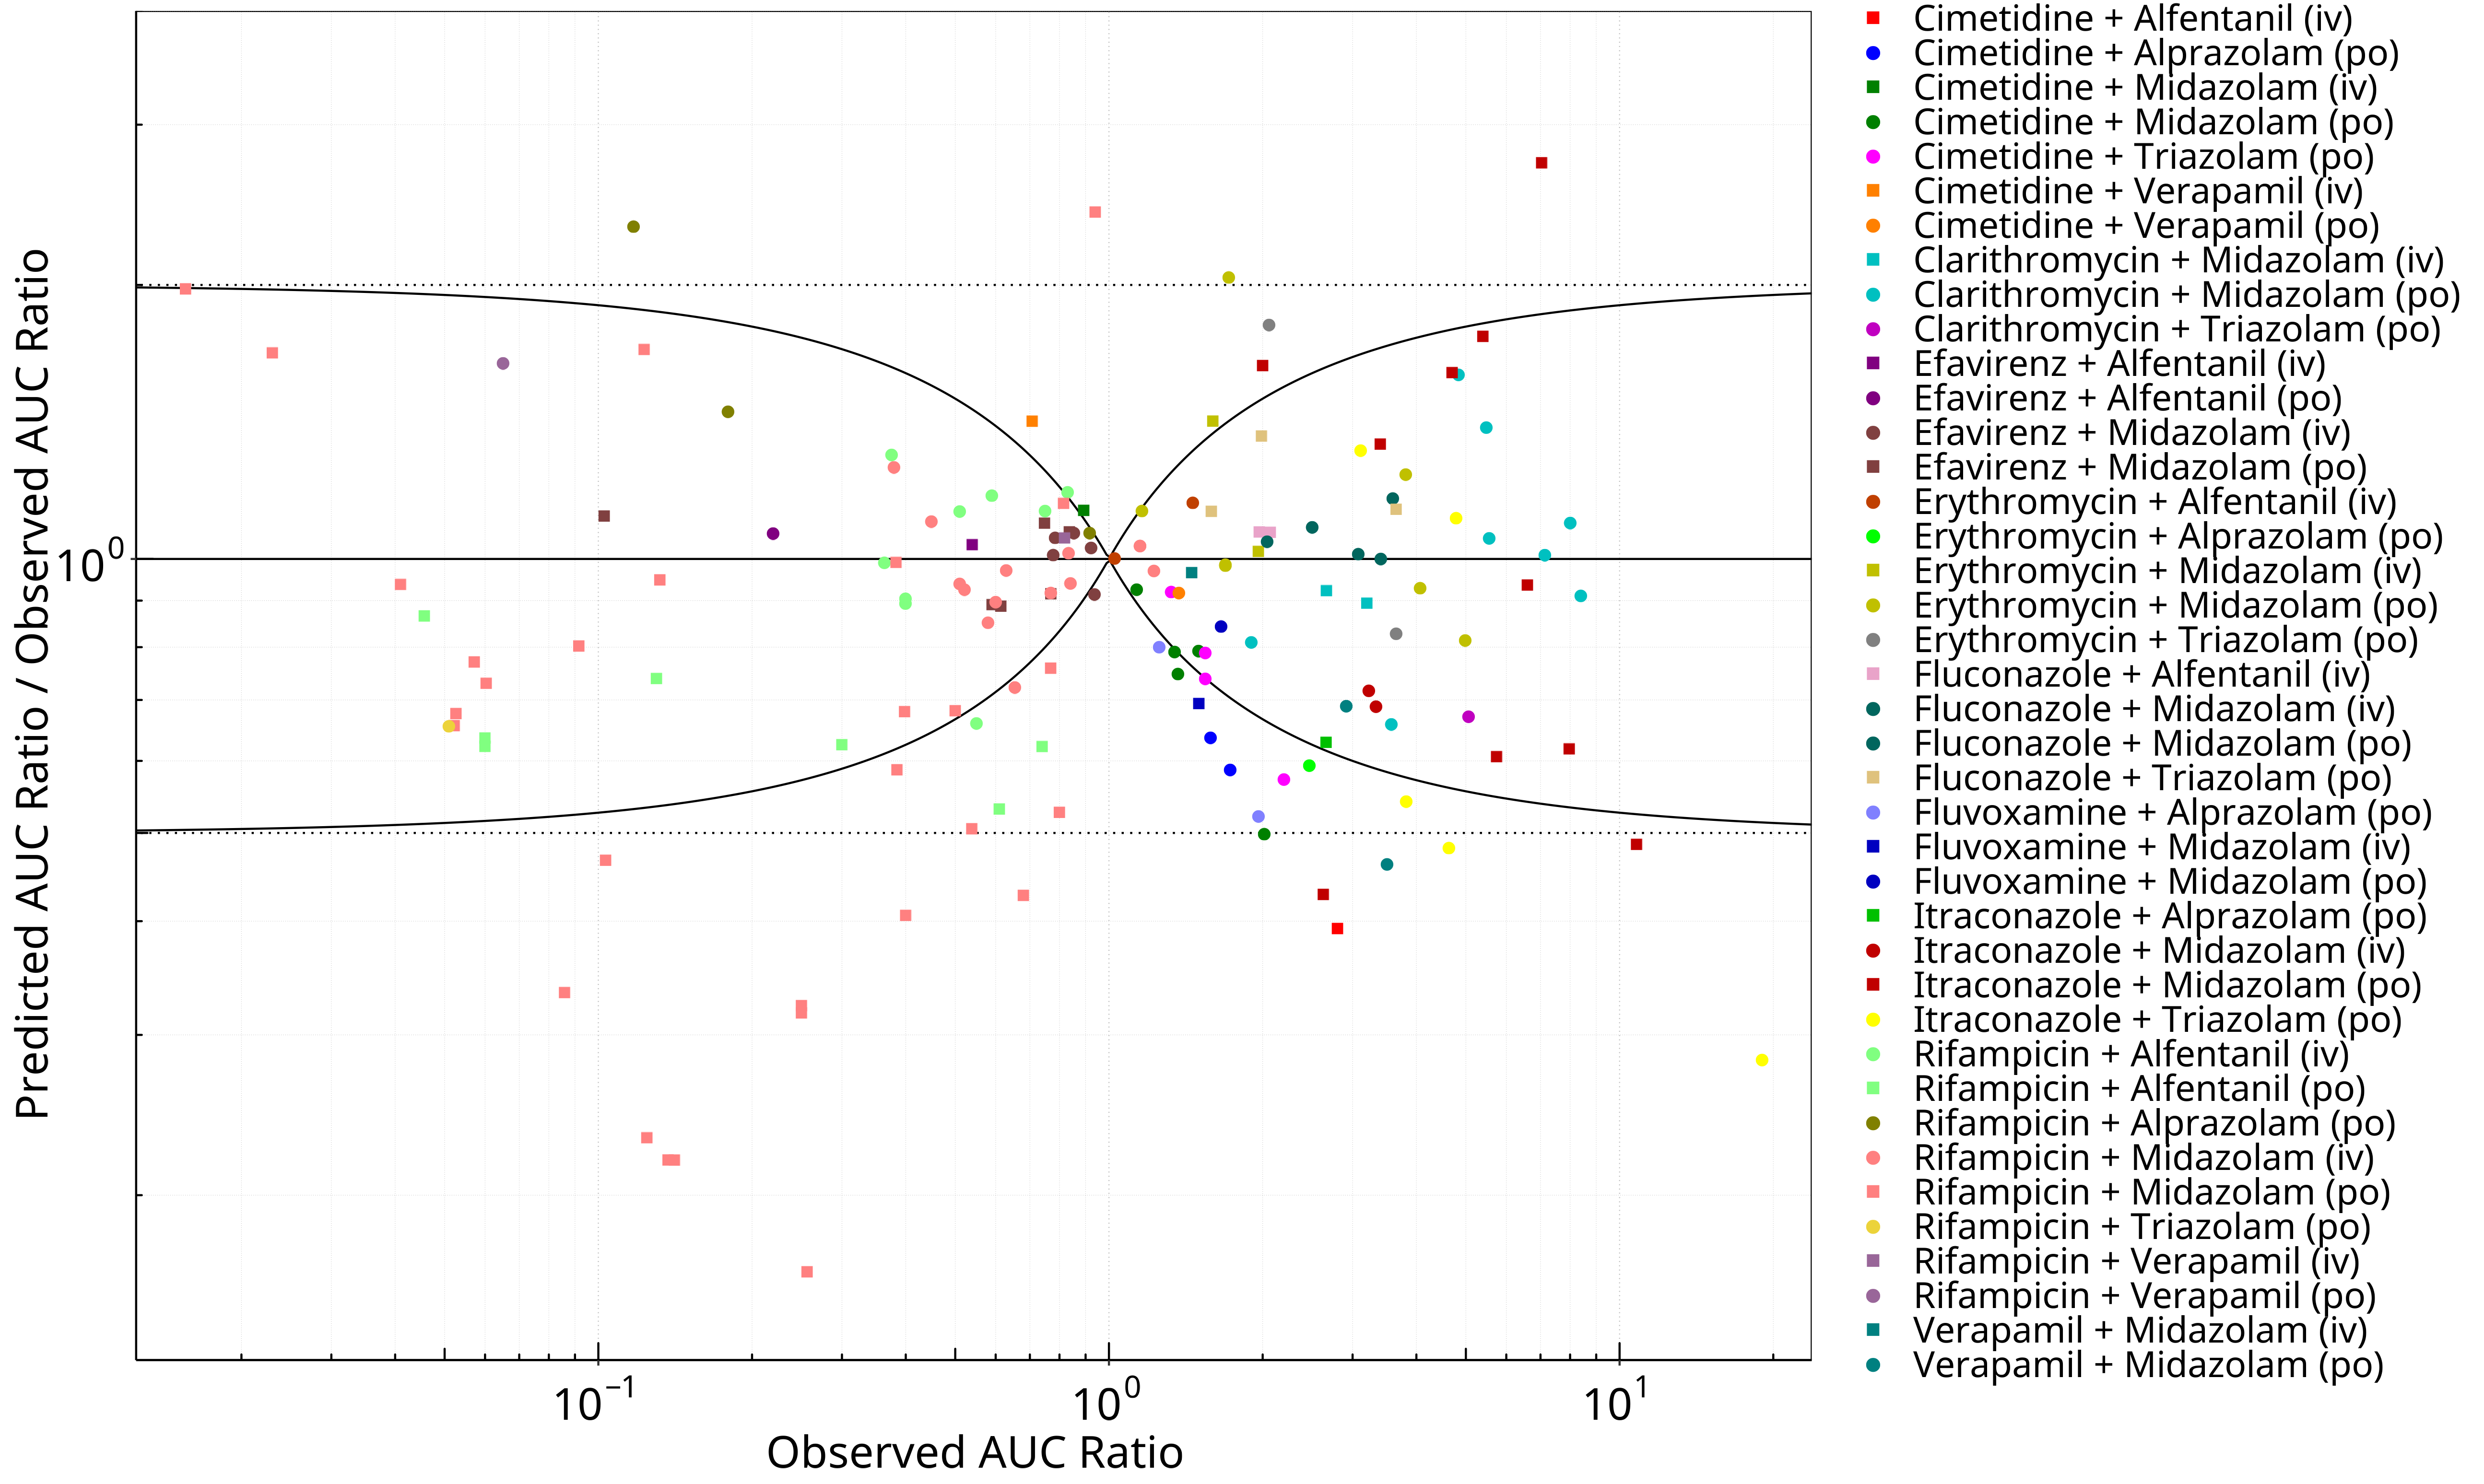 Predicted AUC Ratio / Observed AUC Ratio
10⁰
10⁻¹
10⁰
10¹
Observed AUC Ratio
Cimetidine + Alfentanil (iv)
Cimetidine + Alprazolam (po)
Cimetidine + Midazolam (iv)
Cimetidine + Midazolam (po)
Cimetidine + Triazolam (po)
Cimetidine + Verapamil (iv)
Cimetidine + Verapamil (po)
Clarithromycin + Midazolam (iv)
Clarithromycin + Midazolam (po)
Clarithromycin + Triazolam (po)
Efavirenz + Alfentanil (iv)
Efavirenz + Alfentanil (po)
Efavirenz + Midazolam (iv)
Efavirenz + Midazolam (po)
Erythromycin + Alfentanil (iv)
Erythromycin + Alprazolam (po)
Erythromycin + Midazolam (iv)
Erythromycin + Midazolam (po)
Erythromycin + Triazolam (po)
Fluconazole + Alfentanil (iv)
Fluconazole + Midazolam (iv)
Fluconazole + Midazolam (po)
Fluconazole + Triazolam (po)
Fluvoxamine + Alprazolam (po)
Fluvoxamine + Midazolam (iv)
Fluvoxamine + Midazolam (po)
Itraconazole + Alprazolam (po)
Itraconazole + Midazolam (iv)
Itraconazole + Midazolam (po)
Itraconazole + Triazolam (po)
Rifampicin + Alfentanil (iv)
Rifampicin + Alfentanil (po)
Rifampicin + Alprazolam (po)
Rifampicin + Midazolam (iv)
Rifampicin + Midazolam (po)
Rifampicin + Triazolam (po)
Rifampicin + Verapamil (iv)
Rifampicin + Verapamil (po)
Verapamil + Midazolam (iv)
Verapamil + Midazolam (po)